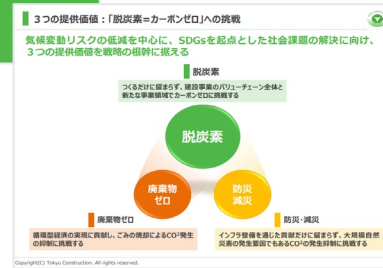 3つの提供価値:「脱炭素=カーボンゼロ」への挑戦
気候変動リスクの低減を中心に、SDGsを起点とした社会課題の解決に向け、
3つの提供価値を戦略の根幹に据える
脱炭素
つくるだけに留まらず、建設事業のバリューチェーン全体と
新たな事業領域でカーボンゼロに挑戦する
脱炭素
廃棄物
ゼロ
防災
減災
廃棄物ゼロ
循環型経済の実現に貢献し、ごみの焼却によるCO²発生
の抑制に挑戦する
防災・減災
インフラ整備を通じた貢献だけに留まらず、大規模自然
災害の発生要因でもあるCO²の発生抑制に挑戦する
Copyright(C) Tokyu Construction. All rights reserved.